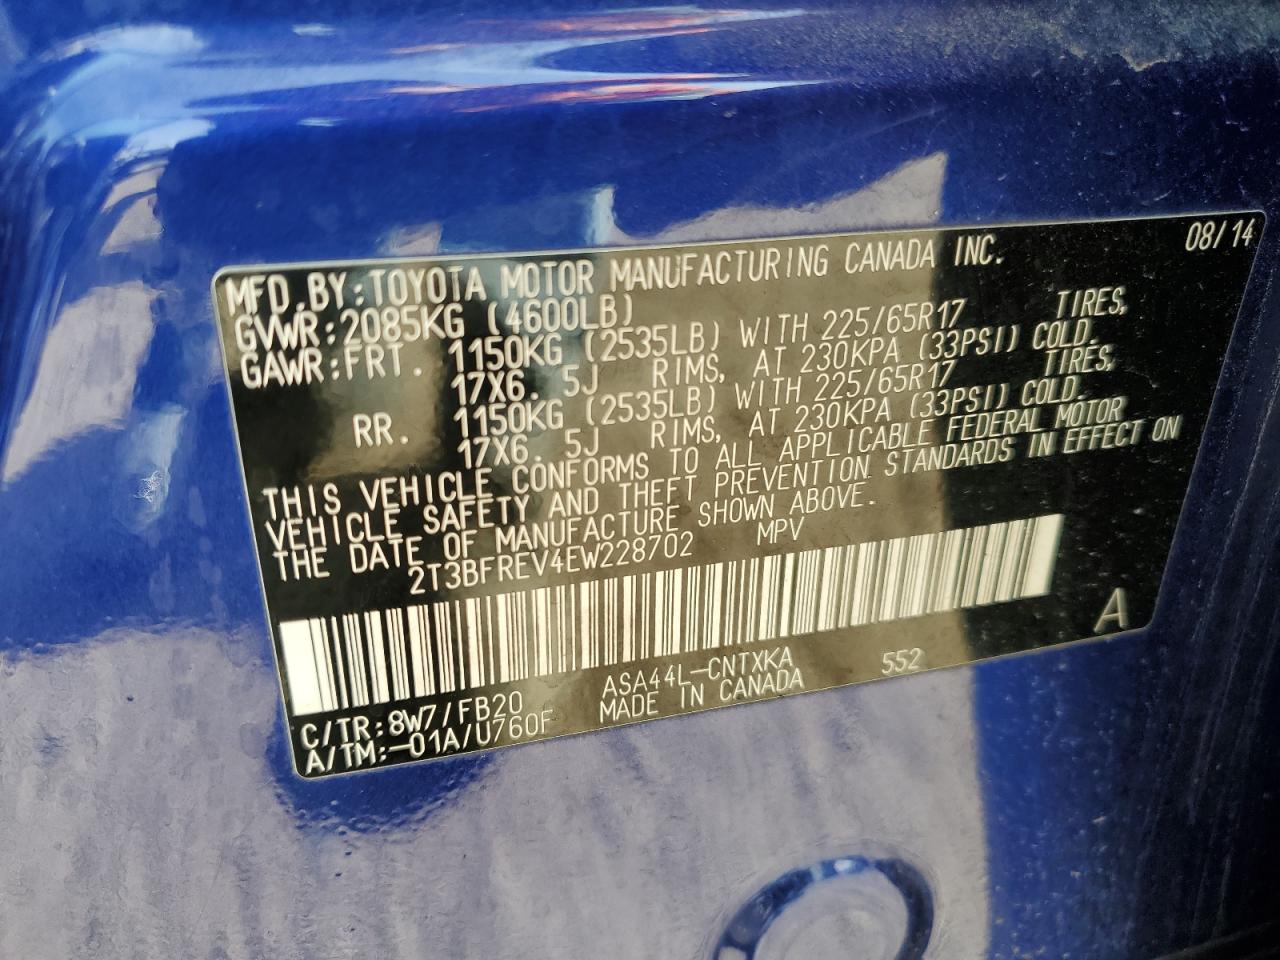 08/14
MFD. BY: TOYOTA MOTOR MANUFACTURING CANADA INC.
GVWR: 2085KG (4600LB)
GAWR: FRT. 1150KG (2535LB) WITH 225/65R17 TIRES,
17X6. 5J RIMS, AT 230KPA (33PSI) COLD.
RR. 1150KG (2535LB) WITH 225/65R17 TIRES,
17X6. 5J RIMS, AT 230KPA (33PSI) COLD.
THIS VEHICLE CONFORMS TO ALL APPLICABLE FEDERAL MOTOR
VEHICLE SAFETY AND THEFT PREVENTION STANDARDS IN EFFECT ON
THE DATE OF MANUFACTURE SHOWN ABOVE.
2T3BFREV4EW228702 MPV
A
C/TR: 8W7/FB20 ASA44L-CNTXKA 552
A/TM:-01A/U760F MADE IN CANADA